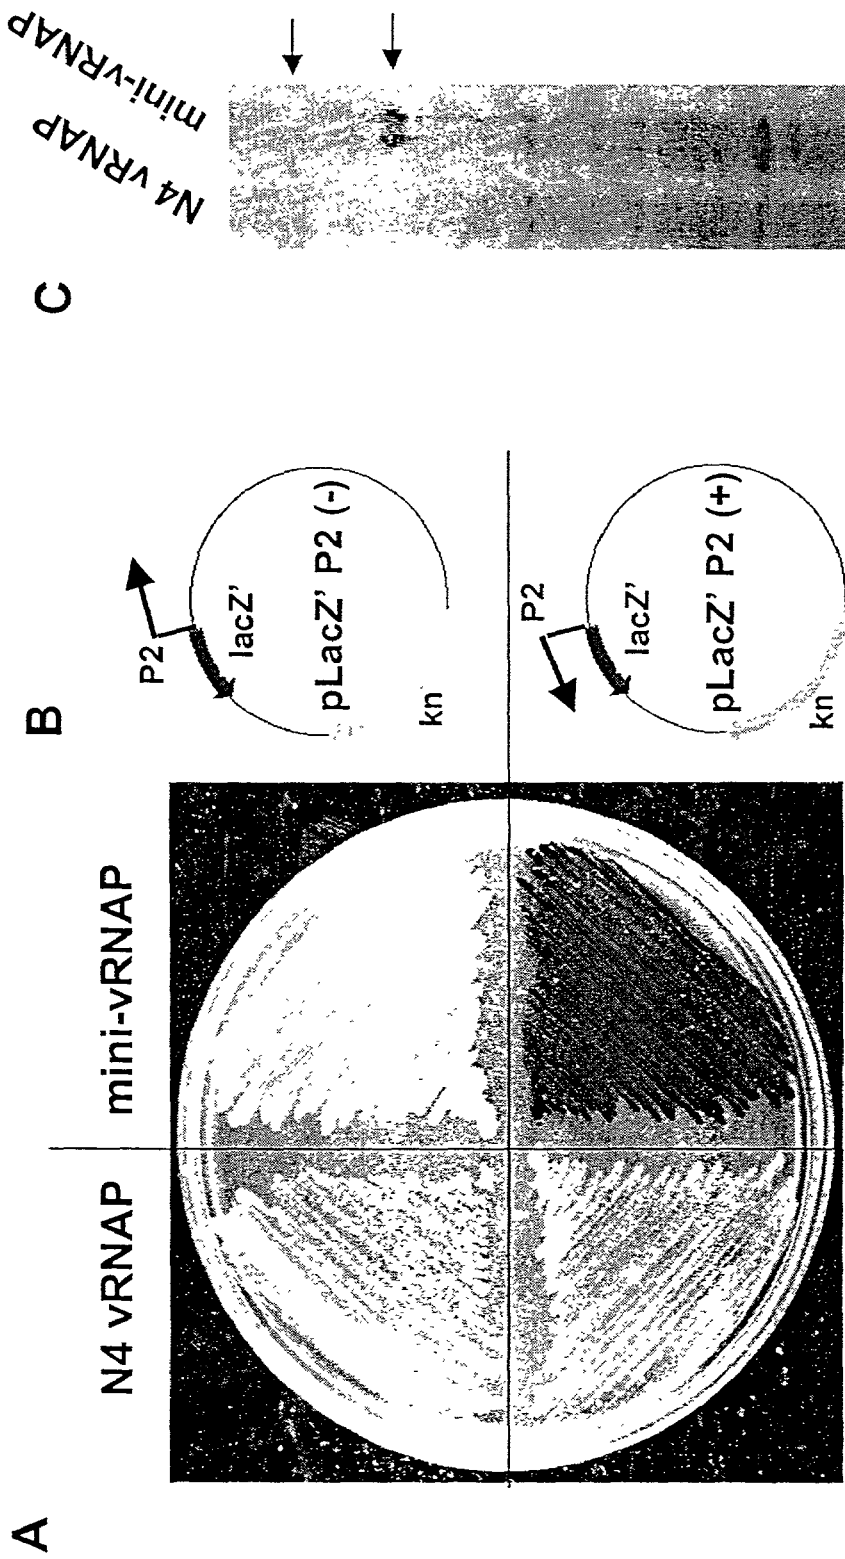 A
N4 vRNAP
mini-vRNAP
B
P2
lacZ'
pLacZ' P2 (-)
kn
P2
lacZ'
pLacZ' P2 (+)
kn
C
N4 vRNAP
mini-vRNAP